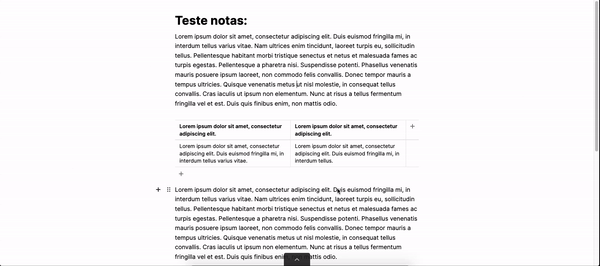 Teste notas:
Lorem ipsum dolor sit amet, consectetur adipiscing elit. Duis euismod fringilla mi, in
interdum tellus varius vitae. Nam ultrices enim tincidunt, laoreet turpis eu, sollicitudin
tellus. Pellentesque habitant morbi tristique senectus et netus et malesuada fames ac
turpis egestas. Pellentesque a pharetra nisi. Suspendisse potenti. Phasellus venenatis
mauris posuere ipsum laoreet, non commodo felis convallis. Donec tempor mauris a
tempus ultricies. Quisque venenatis metus ut nisl molestie, in consequat tellus
convallis. Cras iaculis ut ipsum non elementum. Nunc at risus a tellus fermentum
fringilla vel et est. Duis quis finibus enim, non mattis odio.
Lorem ipsum dolor sit amet, consectetur
adipiscing elit.
Lorem ipsum dolor sit amet, consectetur
adipiscing elit.
Lorem ipsum dolor sit amet, consectetur adipiscing
elit. Duis euismod fringilla mi, in
interdum tellus varius vitae.
Lorem ipsum dolor sit amet, consectetur adipiscing
elit. Duis euismod fringilla mi, in
interdum tellus.
Lorem ipsum dolor sit amet, consectetur adipiscing elit. Duis euismod fringilla mi, in
interdum tellus varius vitae. Nam ultrices enim tincidunt, laoreet turpis eu, sollicitudin
tellus. Pellentesque habitant morbi tristique senectus et netus et malesuada fames ac
turpis egestas. Pellentesque a pharetra nisi. Suspendisse potenti. Phasellus venenatis
mauris posuere ipsum laoreet, non commodo felis convallis. Donec tempor mauris a
tempus ultricies. Quisque venenatis metus ut nisl molestie, in consequat tellus
convallis. Cras iaculis ut ipsum non elementum. Nunc at risus a tellus fermentum
fringilla vel et est. Duis quis finibus enim, non mattis odio.